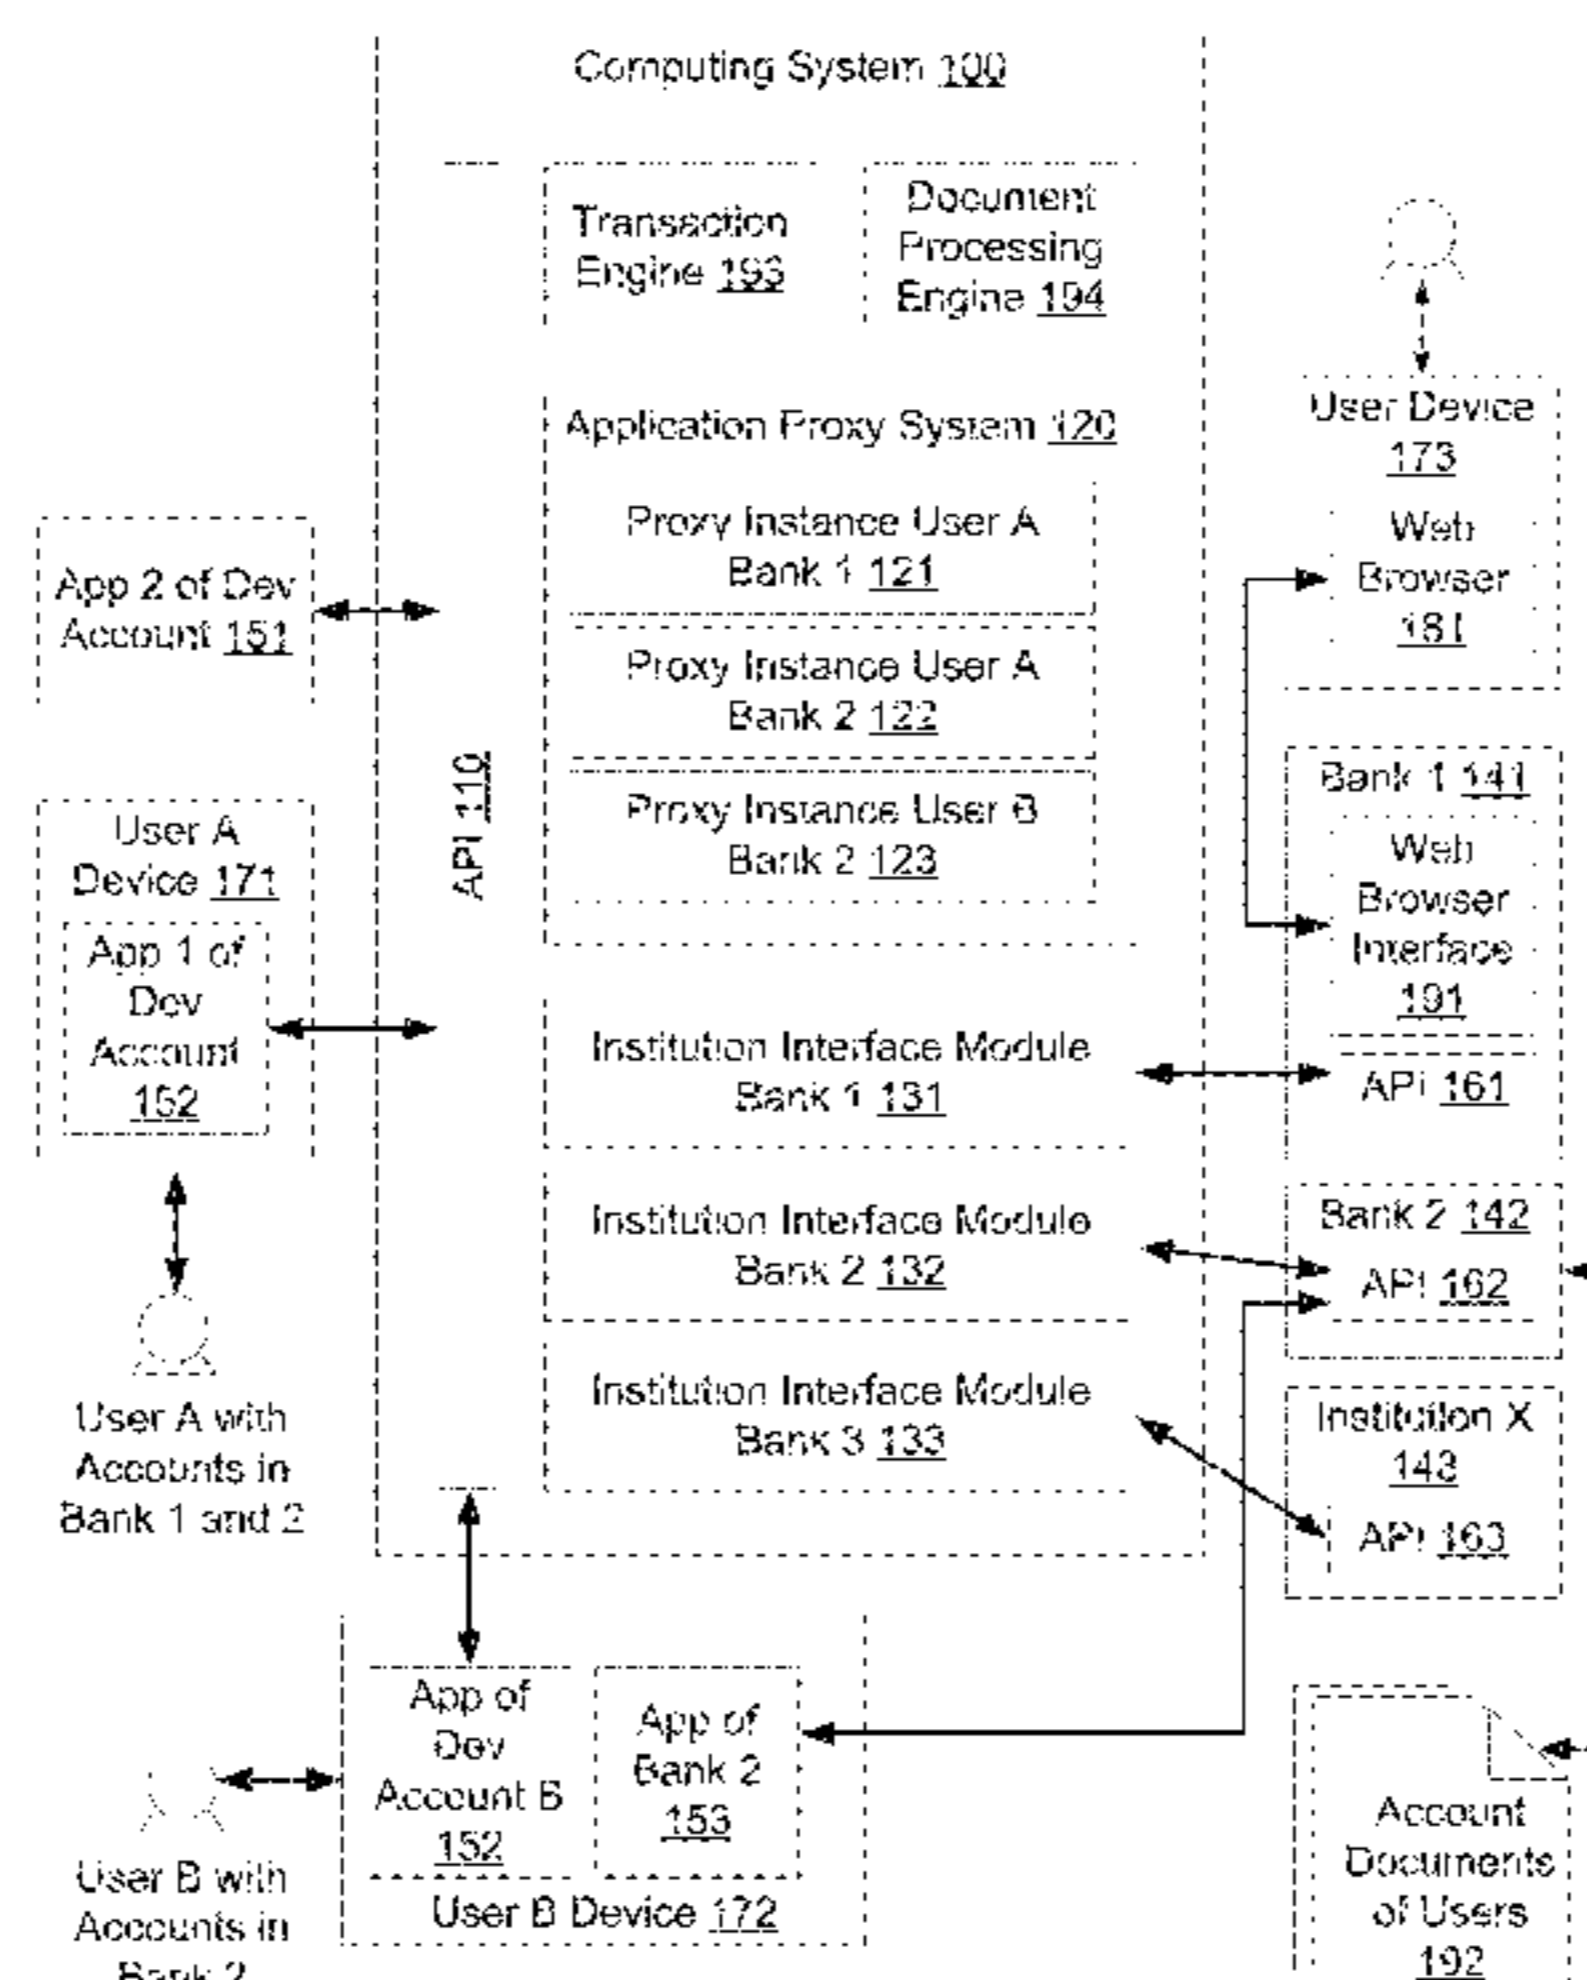 Computing System 100
Transaction
Engine 193
Document
Processing
Engine 194
Application Proxy System 120
Proxy Instance User A
Bank 1 121
Proxy Instance User A
Bank 2 122
Proxy Instance User B
Bank 2 123
API 110
Institution Interface Module
Bank 1 131
Institution Interface Module
Bank 2 132
Institution Interface Module
Bank 3 133
App 2 of Dev
Account 151
User A
Device 171
App 1 of
Dev
Account
152
User A with
Accounts in
Bank 1 and 2
User Device
173
Web
Browser
181
Bank 1 141
Web
Browser
Interface
191
API 161
Bank 2 142
API 162
Institution X
143
API 163
App of
Dev
Account B
152
App of
Bank 2
153
User B Device 172
User B with
Accounts in
Bank 2
Account
Documents
of Users
192